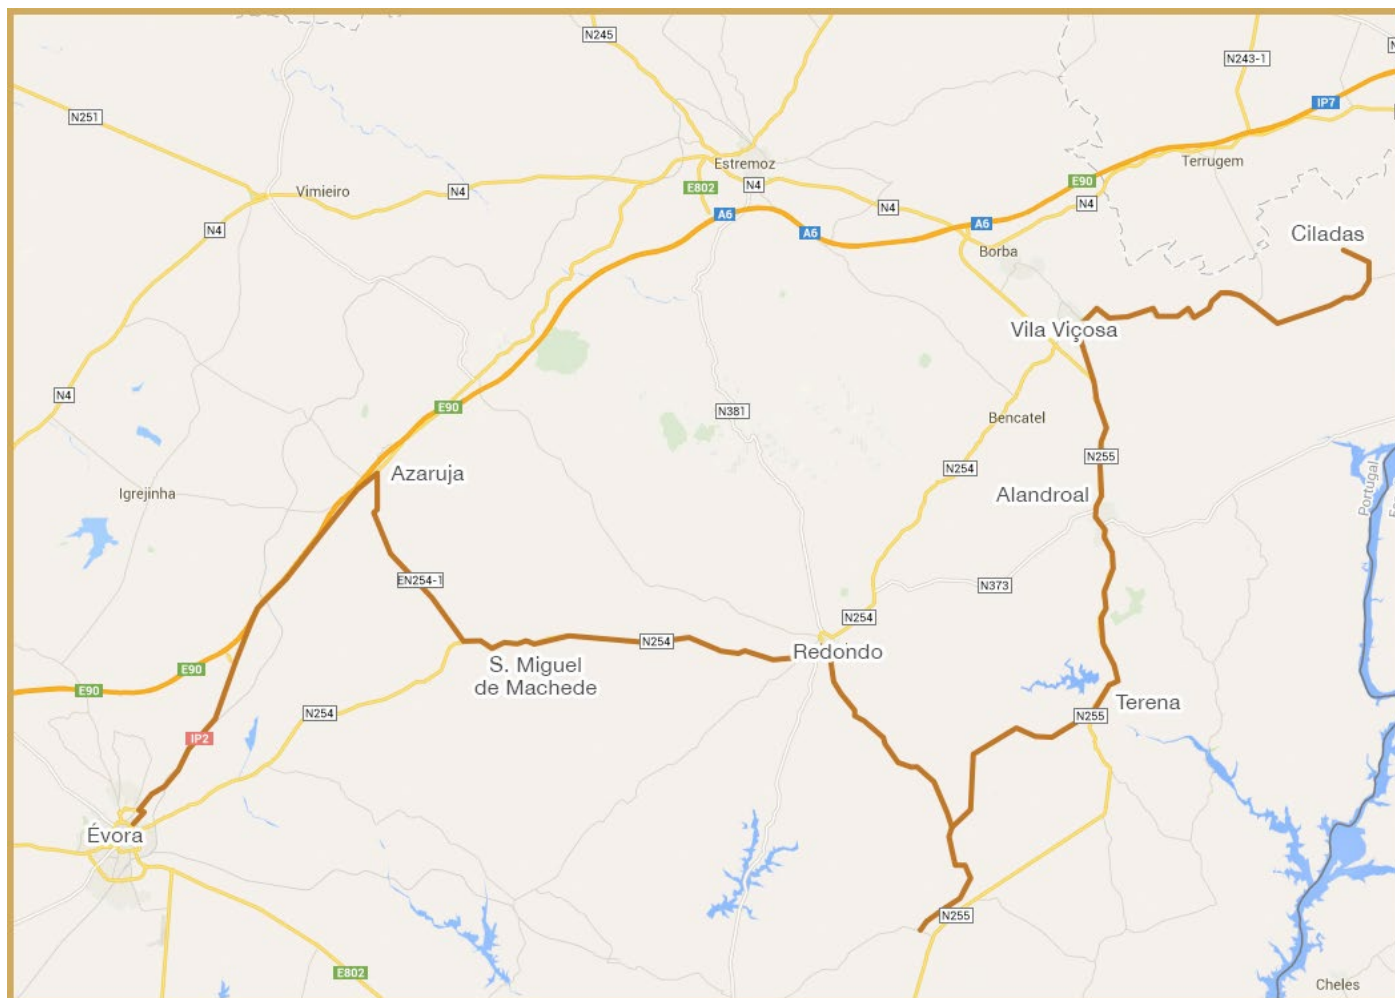 N245
N243-1
N
IP7
N251
Estremoz
Terrugem
Vimieiro
N4
E802
N4
E90
N4
N4
N4
A6
A6
A6
Ciladas
Borba
Vila Viçosa
N4
E90
N381
Bencatel
N255
N254
Azaruja
Igrejinha
Alandroal
Portugal
EN254-1
N373
N254
N254
Redondo
S. Miguel
de Machede
E90
E90
Terena
N254
N255
IP2
Évora
N255
E802
Cheles